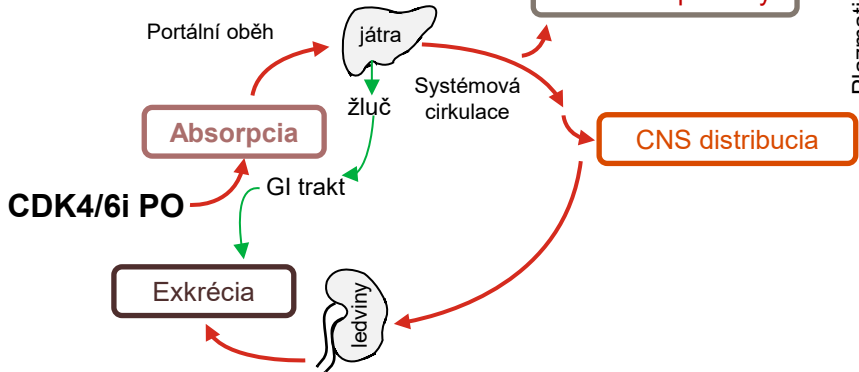 Portální oběh
játra
Systémová
cirkulace
žluč
Absorpcia
CNS distribucia
GI trakt
CDK4/6i PO
Exkrécia
ledviny